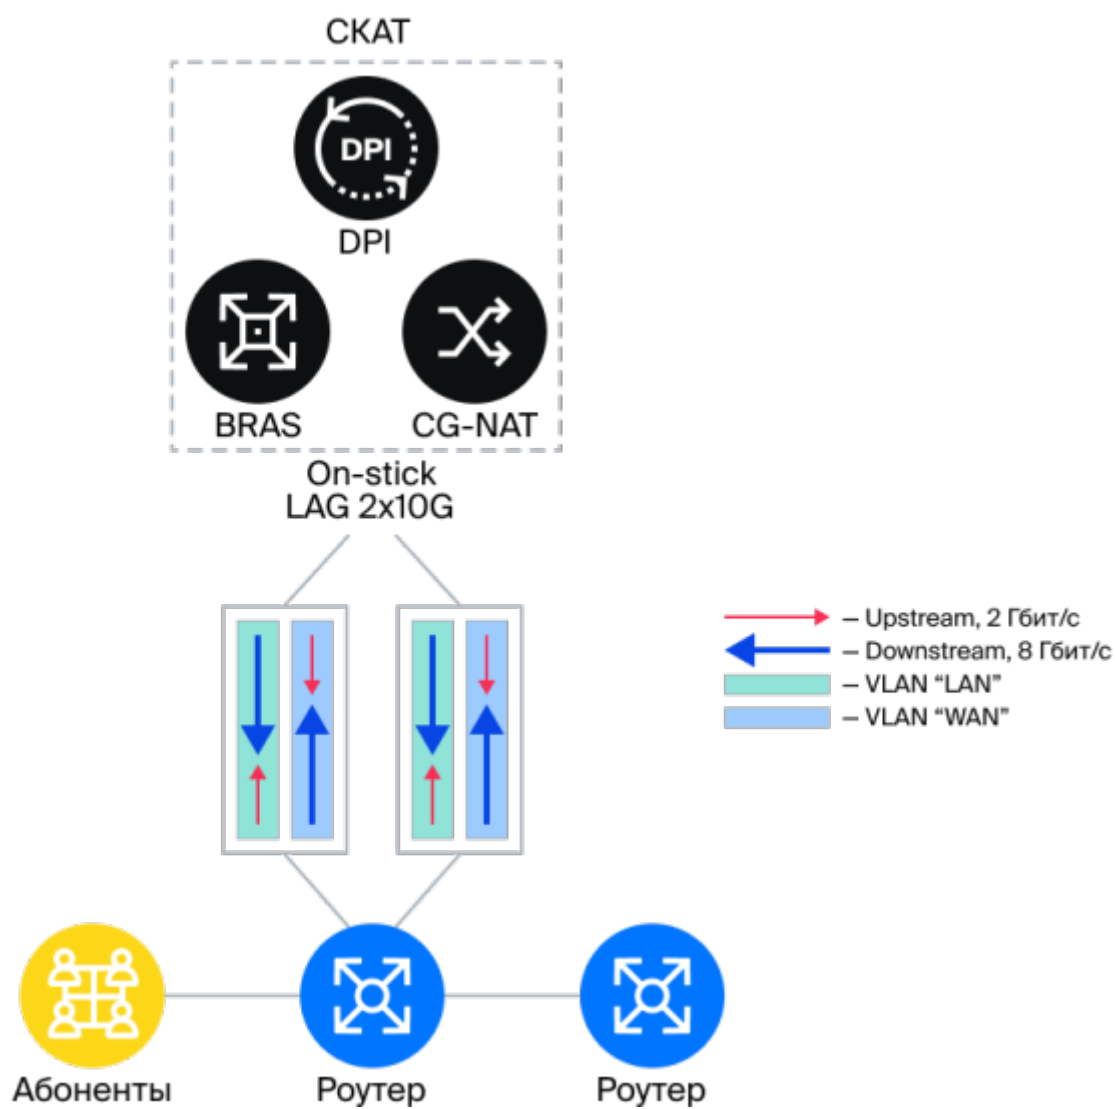 СКАТ
DPI
DPI
BRAS
CG-NAT
On-stick
LAG 2x10G
– Upstream, 2 Гбит/с
– Downstream, 8 Гбит/с
– VLAN “LAN”
– VLAN “WAN”
Абоненты
Роутер
Роутер